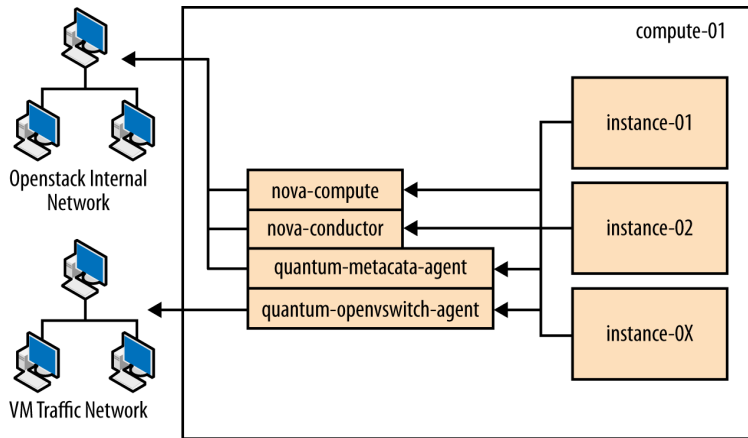 compute-01
Openstack Internal
Network
VM Traffic Network
nova-compute
nova-conductor
quantum-metacata-agent
quantum-openvswitch-agent
instance-01
instance-02
instance-0X